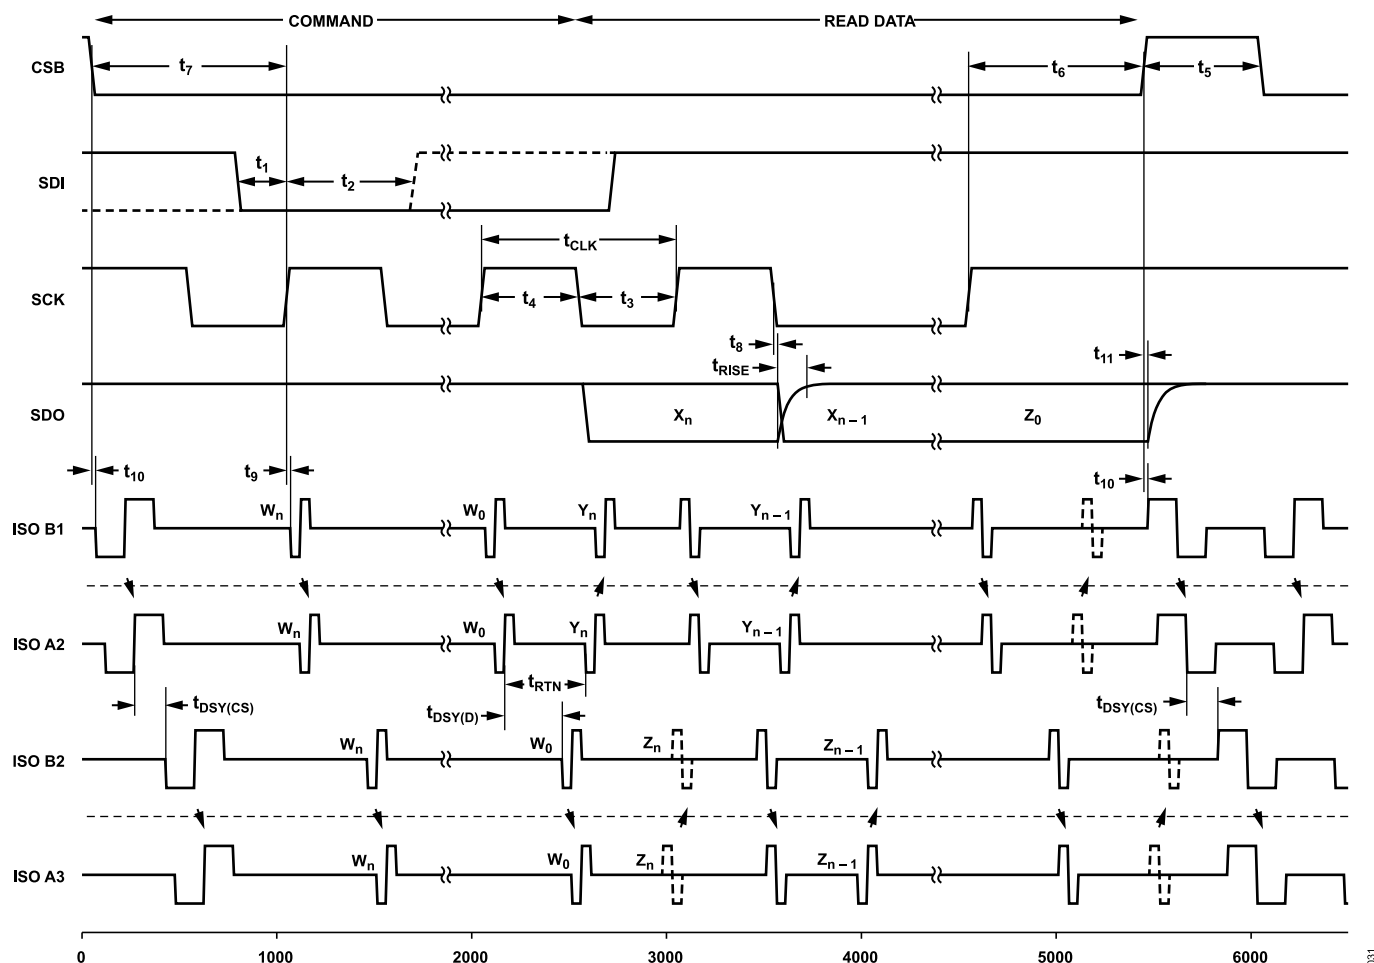 COMMAND READ DATA
CSB t7 t6 t5
SDI t1 t2
tCLK
SCK t4 t3
t8 t11
tRISE
SDO Xn Xn – 1 Z0
t10 t9 t10
Wn W0 Yn Yn – 1
ISO B1
Wn W0 Yn Yn – 1
ISO A2
tRTN
tDSY(CS) tDSY(D) tDSY(CS)
Wn W0 Zn Zn – 1
ISO B2
Wn W0 Zn Zn – 1
ISO A3
0 1000 2000 3000 4000 5000 6000
031